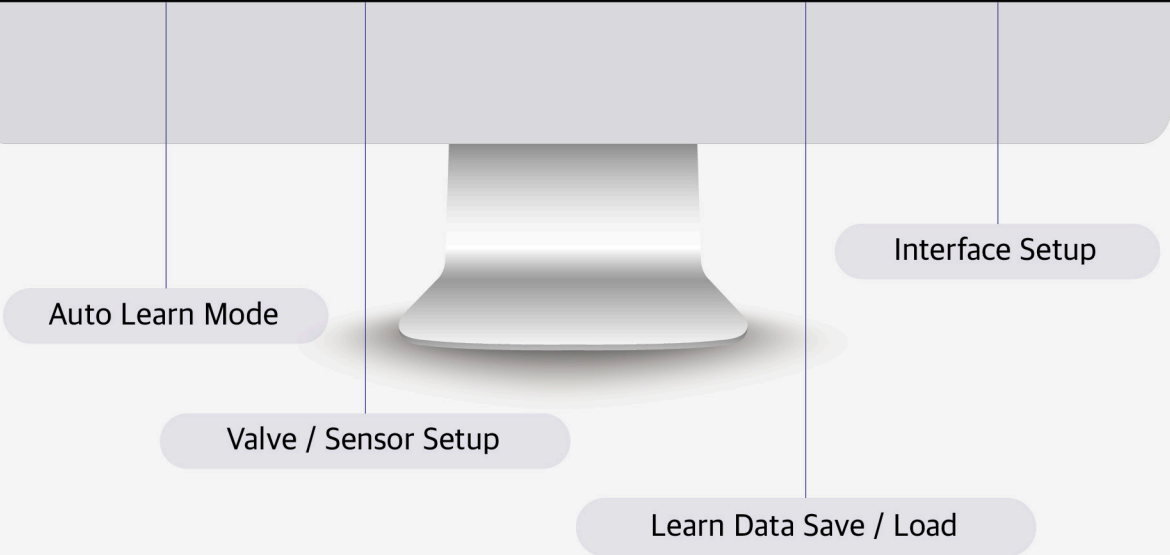 Interface Setup
Auto Learn Mode
Valve / Sensor Setup
Learn Data Save / Load